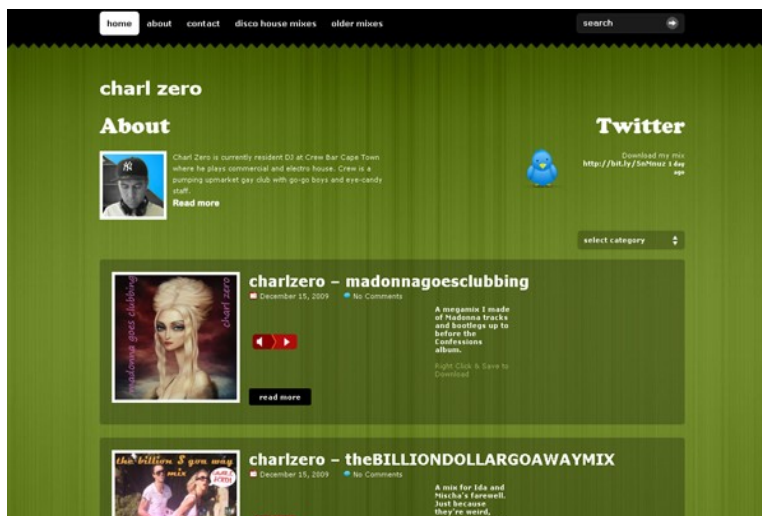 home about contact disco house mixes older mixes search
charl zero
About
Twitter
Charl Zero is currently resident DJ at Crew Bar Cape Town
where he plays commercial and electro house. Crew is a
pumping upmarket gay club with go-go boys and eye-candy
staff.
Read more
Download my mix
http://bit.ly/5nMnuz 1 day
ago
select category
madonna goes clubbing
charl zero
charlzero – madonnagoesclubbing
December 15, 2009 No Comments
A megamix I made
of Madonna tracks
and bootlegs up to
before the
Confessions
album.
Right Click & Save to
Download
read more
the billion $ gon way
mix
charlzero – theBILLIONDOLLARGOAWAYMIX
December 15, 2009 No Comments
A mix for Ida and
Mischa's farewell.
Just because
they're weird,